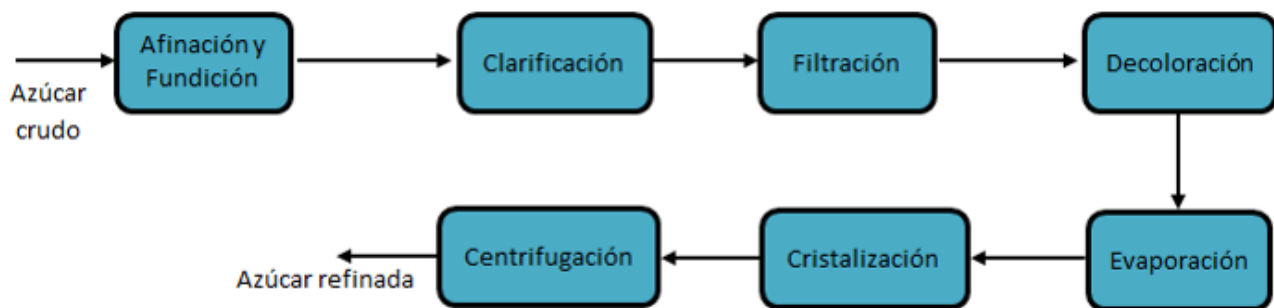 Azúcar
crudo
Afinación y
Fundición
Clarificación
Filtración
Decoloración
Evaporación
Cristalización
Centrifugación
Azúcar refinada